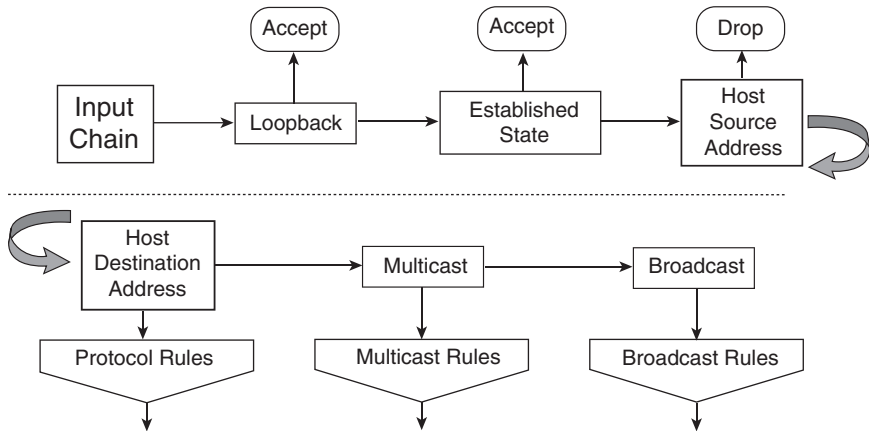 Accept
Accept
Drop
Input
Chain
Loopback
Established
State
Host
Source
Address
Host
Destination
Address
Multicast
Broadcast
Protocol Rules
Multicast Rules
Broadcast Rules